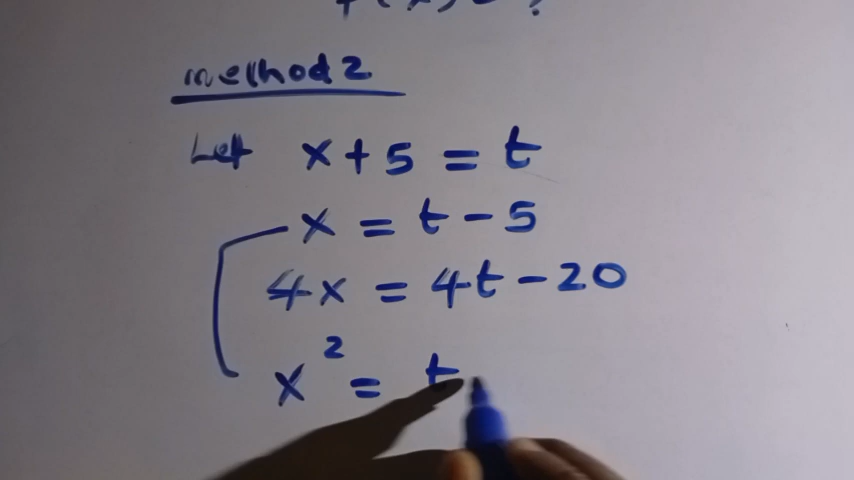 method 2
Let x + 5 = t
x = t - 5
4x = 4t - 20
x² = t